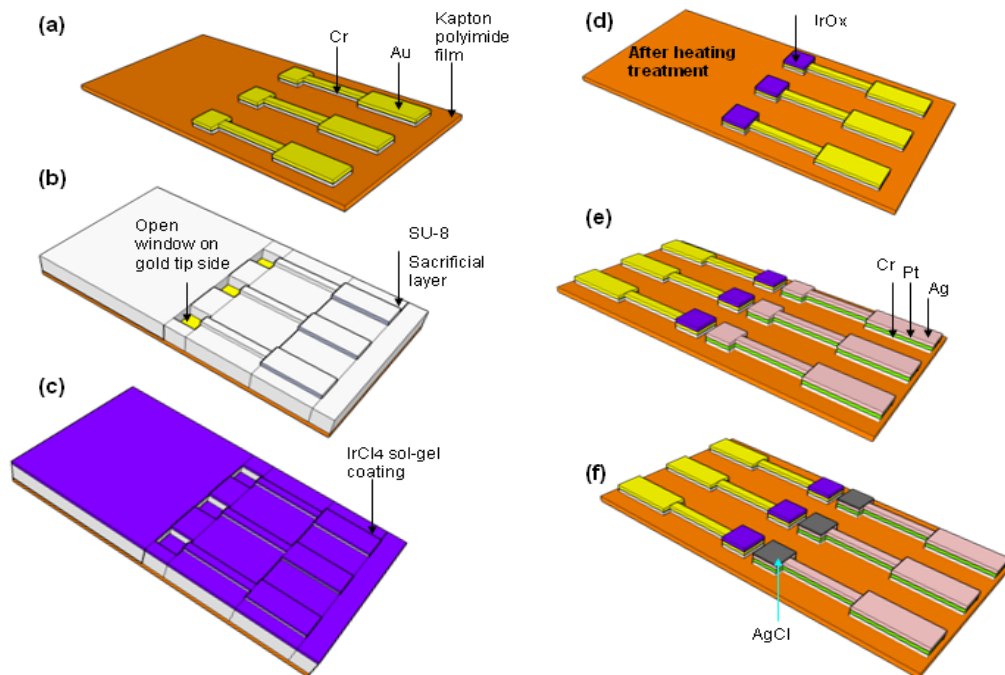 (a)
Cr
Au
Kapton
polyimide
film
(b)
Open
window on
gold tip side
SU-8
Sacrificial
layer
(c)
IrCl4 sol-gel
coating
(d)
IrOx
After heating
treatment
(e)
Cr
Pt
Ag
(f)
AgCl